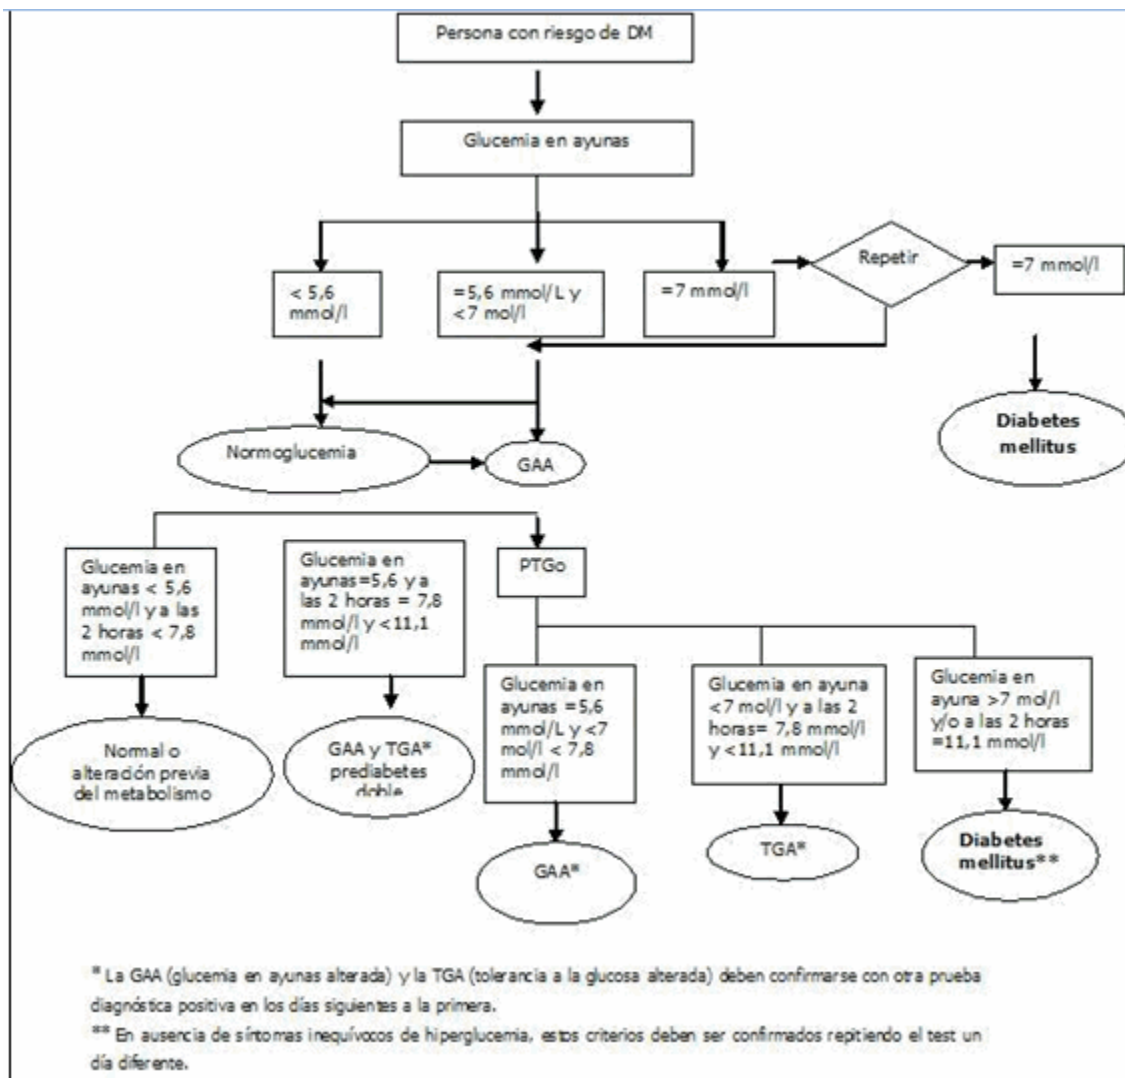 Persona con riesgo de DM
Glucemia en ayunas
< 5,6
mmol/l
=5,6 mmol/L y
<7 mol/l
=7 mmol/l
Repetir
=7 mmol/l
Normoglucemia
GAA
Diabetes
mellitus
Glucemia en
ayunas < 5,6
mmol/l y a las
2 horas < 7,8
mmol/l
Glucemia en
ayunas=5,6 y a
las 2 horas = 7,8
mmol/l y <11,1
mmol/l
PTGo
Glucemia en
ayunas =5,6
mmol/L y <7
mol/l < 7,8
mmol/l
Glucemia en ayuna
<7 mol/l y a las 2
horas= 7,8 mmol/l
y <11,1 mmol/l
Glucemia en
ayuna >7 mol/l
y/o a las 2 horas
=11,1 mmol/l
Normal o
alteración previa
del metabolismo
GAA y TGA*
prediabetes
doble
GAA*
TGA*
Diabetes
mellitus**
* La GAA (glucemia en ayunas alterada) y la TGA (tolerancia a la glucosa alterada) deben confirmarse con otra prueba
diagnóstica positiva en los días siguientes a la primera.
** En ausencia de síntomas inequívocos de hiperglucemia, estos criterios deben ser confirmados repitiendo el test un
día diferente.